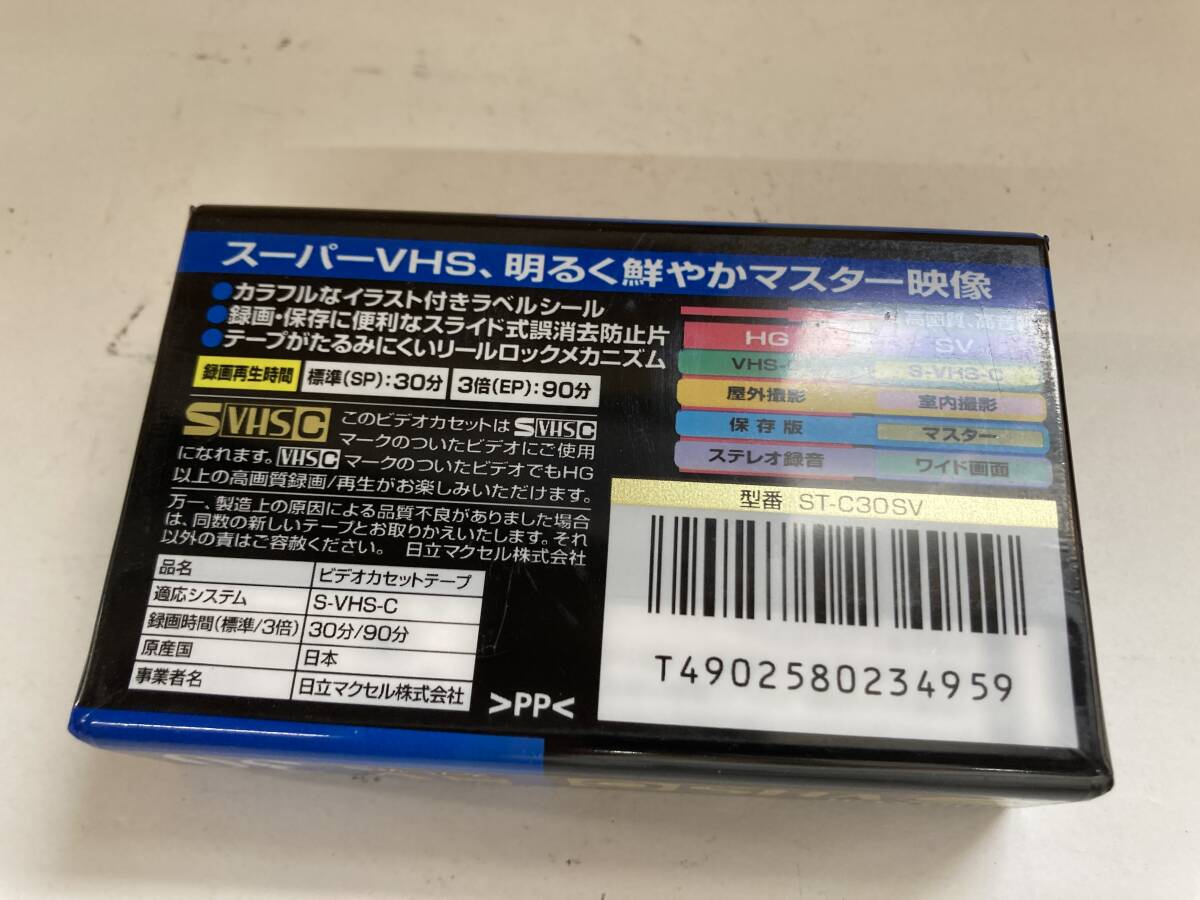 スーパーVHS、明るく鮮やかマスター映像
●カラフルなイラスト付きラベルシール
●録画・保存に便利なスライド式誤消去防止片
●テープがたるみにくいリールロックメカニズム
録画再生時間 標準(SP):30分 3倍(EP):90分
SVHSC このビデオカセットは SVHSC
マークのついたビデオにご使用
になれます。VHSC マークのついたビデオでもHG
以上の高画質録画/再生がお楽しみいただけます。
万一、製造上の原因による品質不良がありました場合
は、同数の新しいテープとお取りかえいたします。それ
以外の責はご容赦ください。 日立マクセル株式会社
品名 ビデオカセットテープ
適応システム S-VHS-C
録画時間(標準/3倍) 30分/90分
原産国 日本
事業者名 日立マクセル株式会社
>PP<
HG SV
VHS-C S-VHS-C
屋外撮影 室内撮影
保存版 マスター
ステレオ録音 ワイド画面
型番 ST-C30SV
T4902580234959